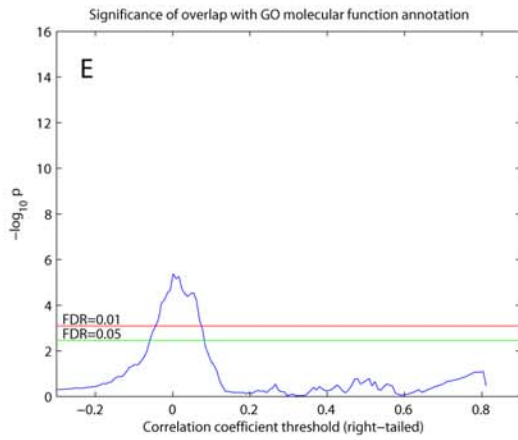 Significance of overlap with GO molecular function annotation
16
E
14
12
10
8
6
4
2
0
−log10 p
FDR=0.01
FDR=0.05
−0.2
0
0.2
0.4
0.6
0.8
Correlation coefficient threshold (right−tailed)